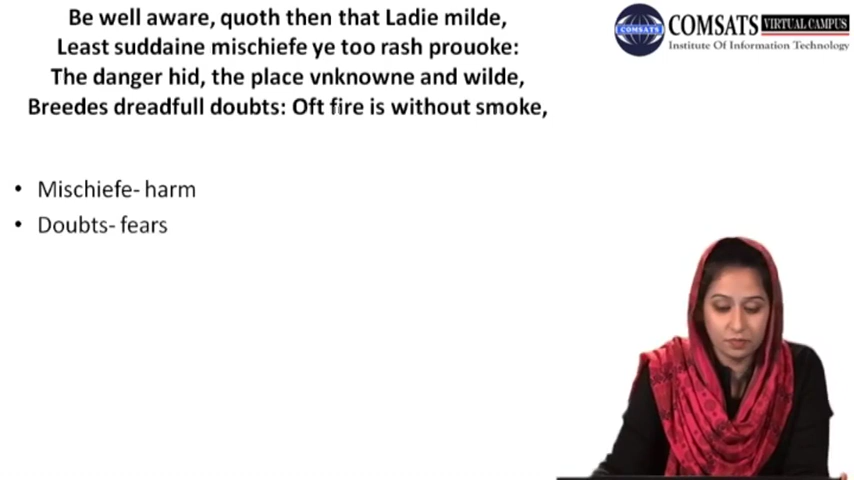 Be well aware, quoth then that Ladie milde,
Least suddaine mischiefe ye too rash prouoke:
The danger hid, the place vnknowne and wilde,
Breedes dreadfull doubts: Oft fire is without smoke,
• Mischiefe- harm
• Doubts- fears
COMSATS
COMSATS VIRTUAL CAMPUS
Institute Of Information Technology